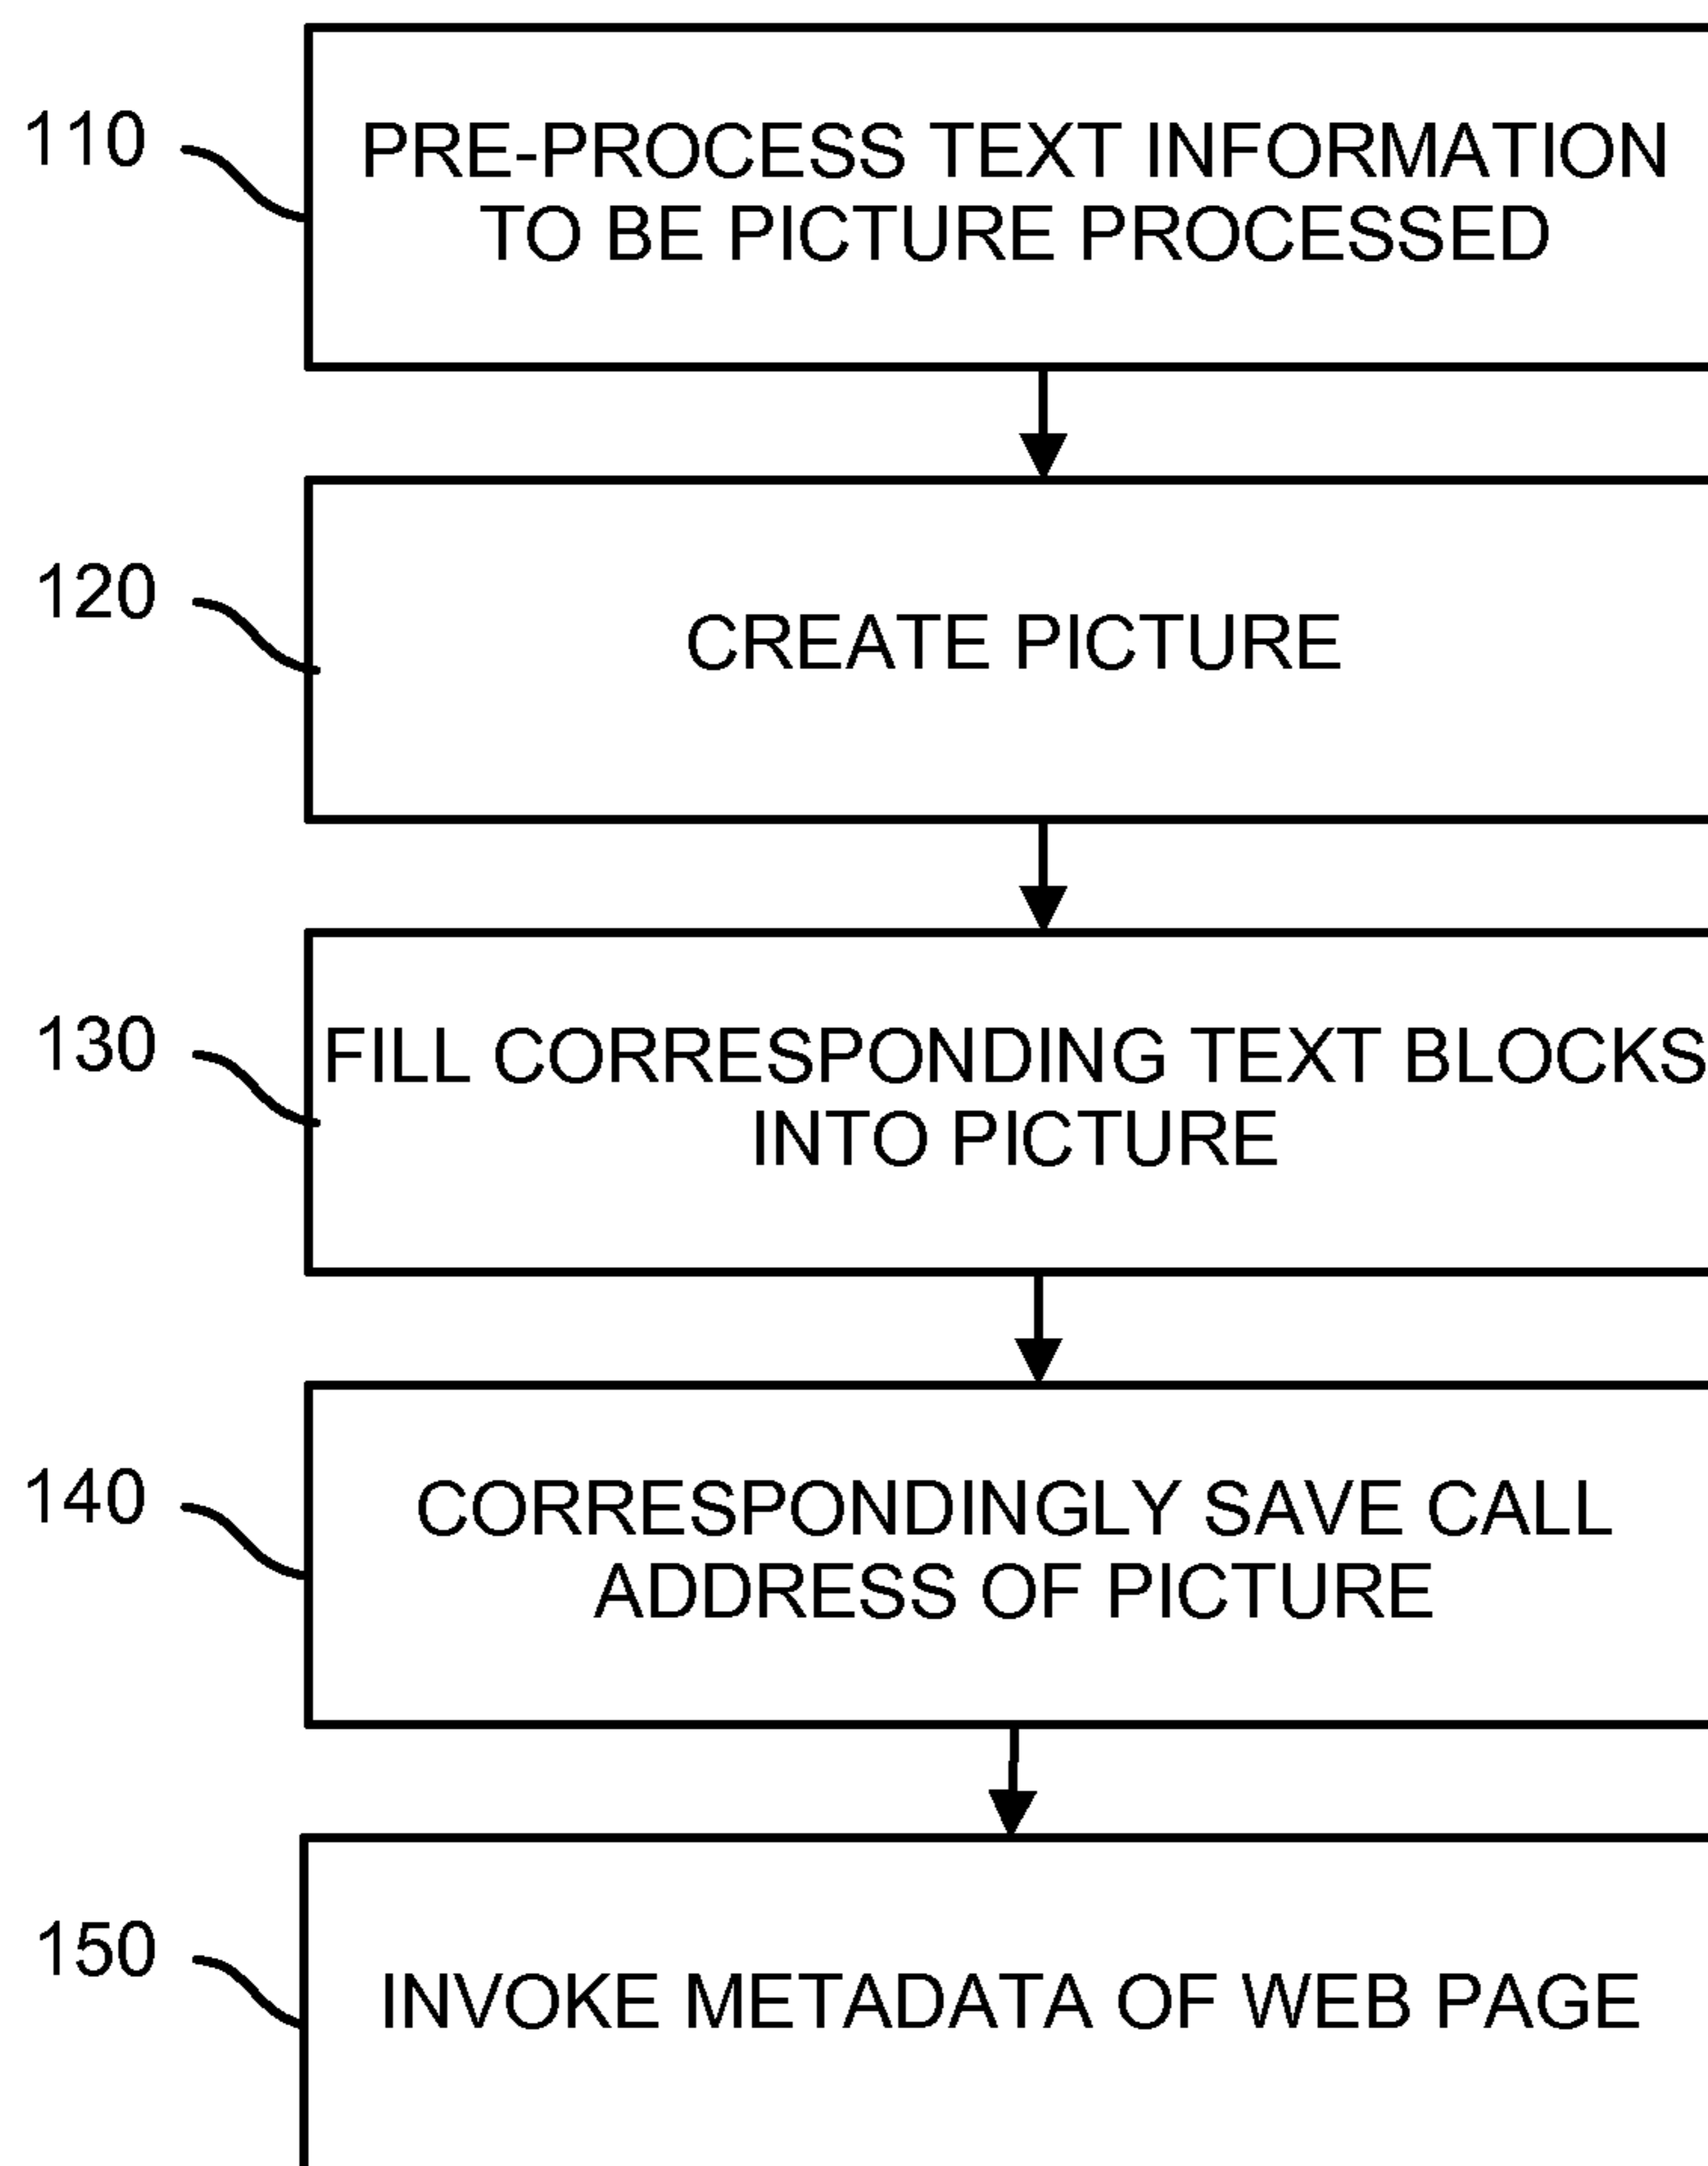 110
PRE-PROCESS TEXT INFORMATION
TO BE PICTURE PROCESSED
120
CREATE PICTURE
130
FILL CORRESPONDING TEXT BLOCKS
INTO PICTURE
140
CORRESPONDINGLY SAVE CALL
ADDRESS OF PICTURE
150
INVOKE METADATA OF WEB PAGE